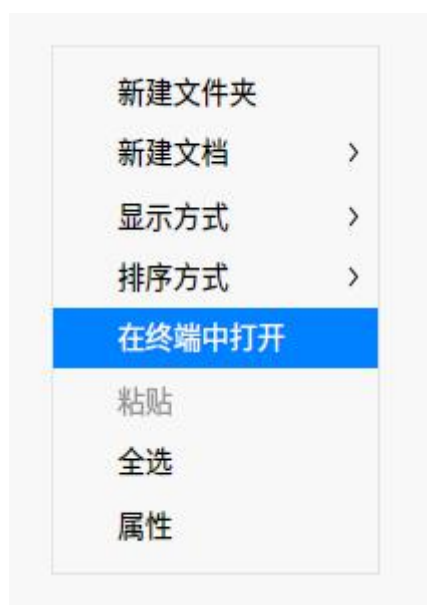 新建文件夹
新建文档
显示方式
排序方式
在终端中打开
粘贴
全选
属性